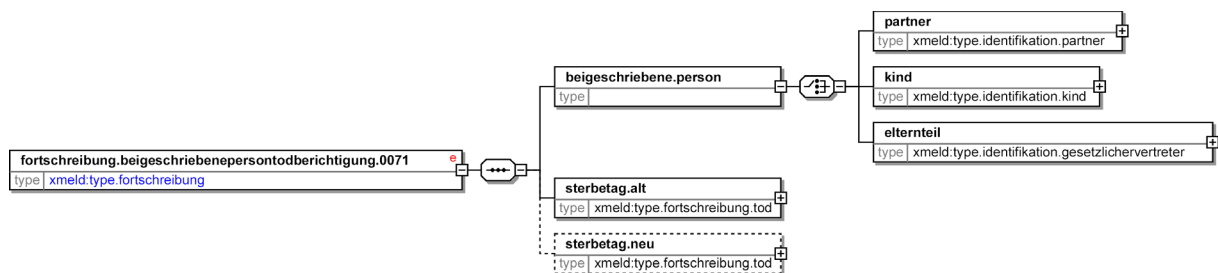 partner
type xmeld:type.identifikation.partner
beigeschriebene.person
type
kind
type xmeld:type.identifikation.kind
elternteil
type xmeld:type.identifikation.gesetzlichervertreter
fortschreibung.beigeschriebenepersontodberichtigung.0071 e
type xmeld:type.fortschreibung
sterbetag.alt
type xmeld:type.fortschreibung.tod
sterbetag.neu
type xmeld:type.fortschreibung.tod